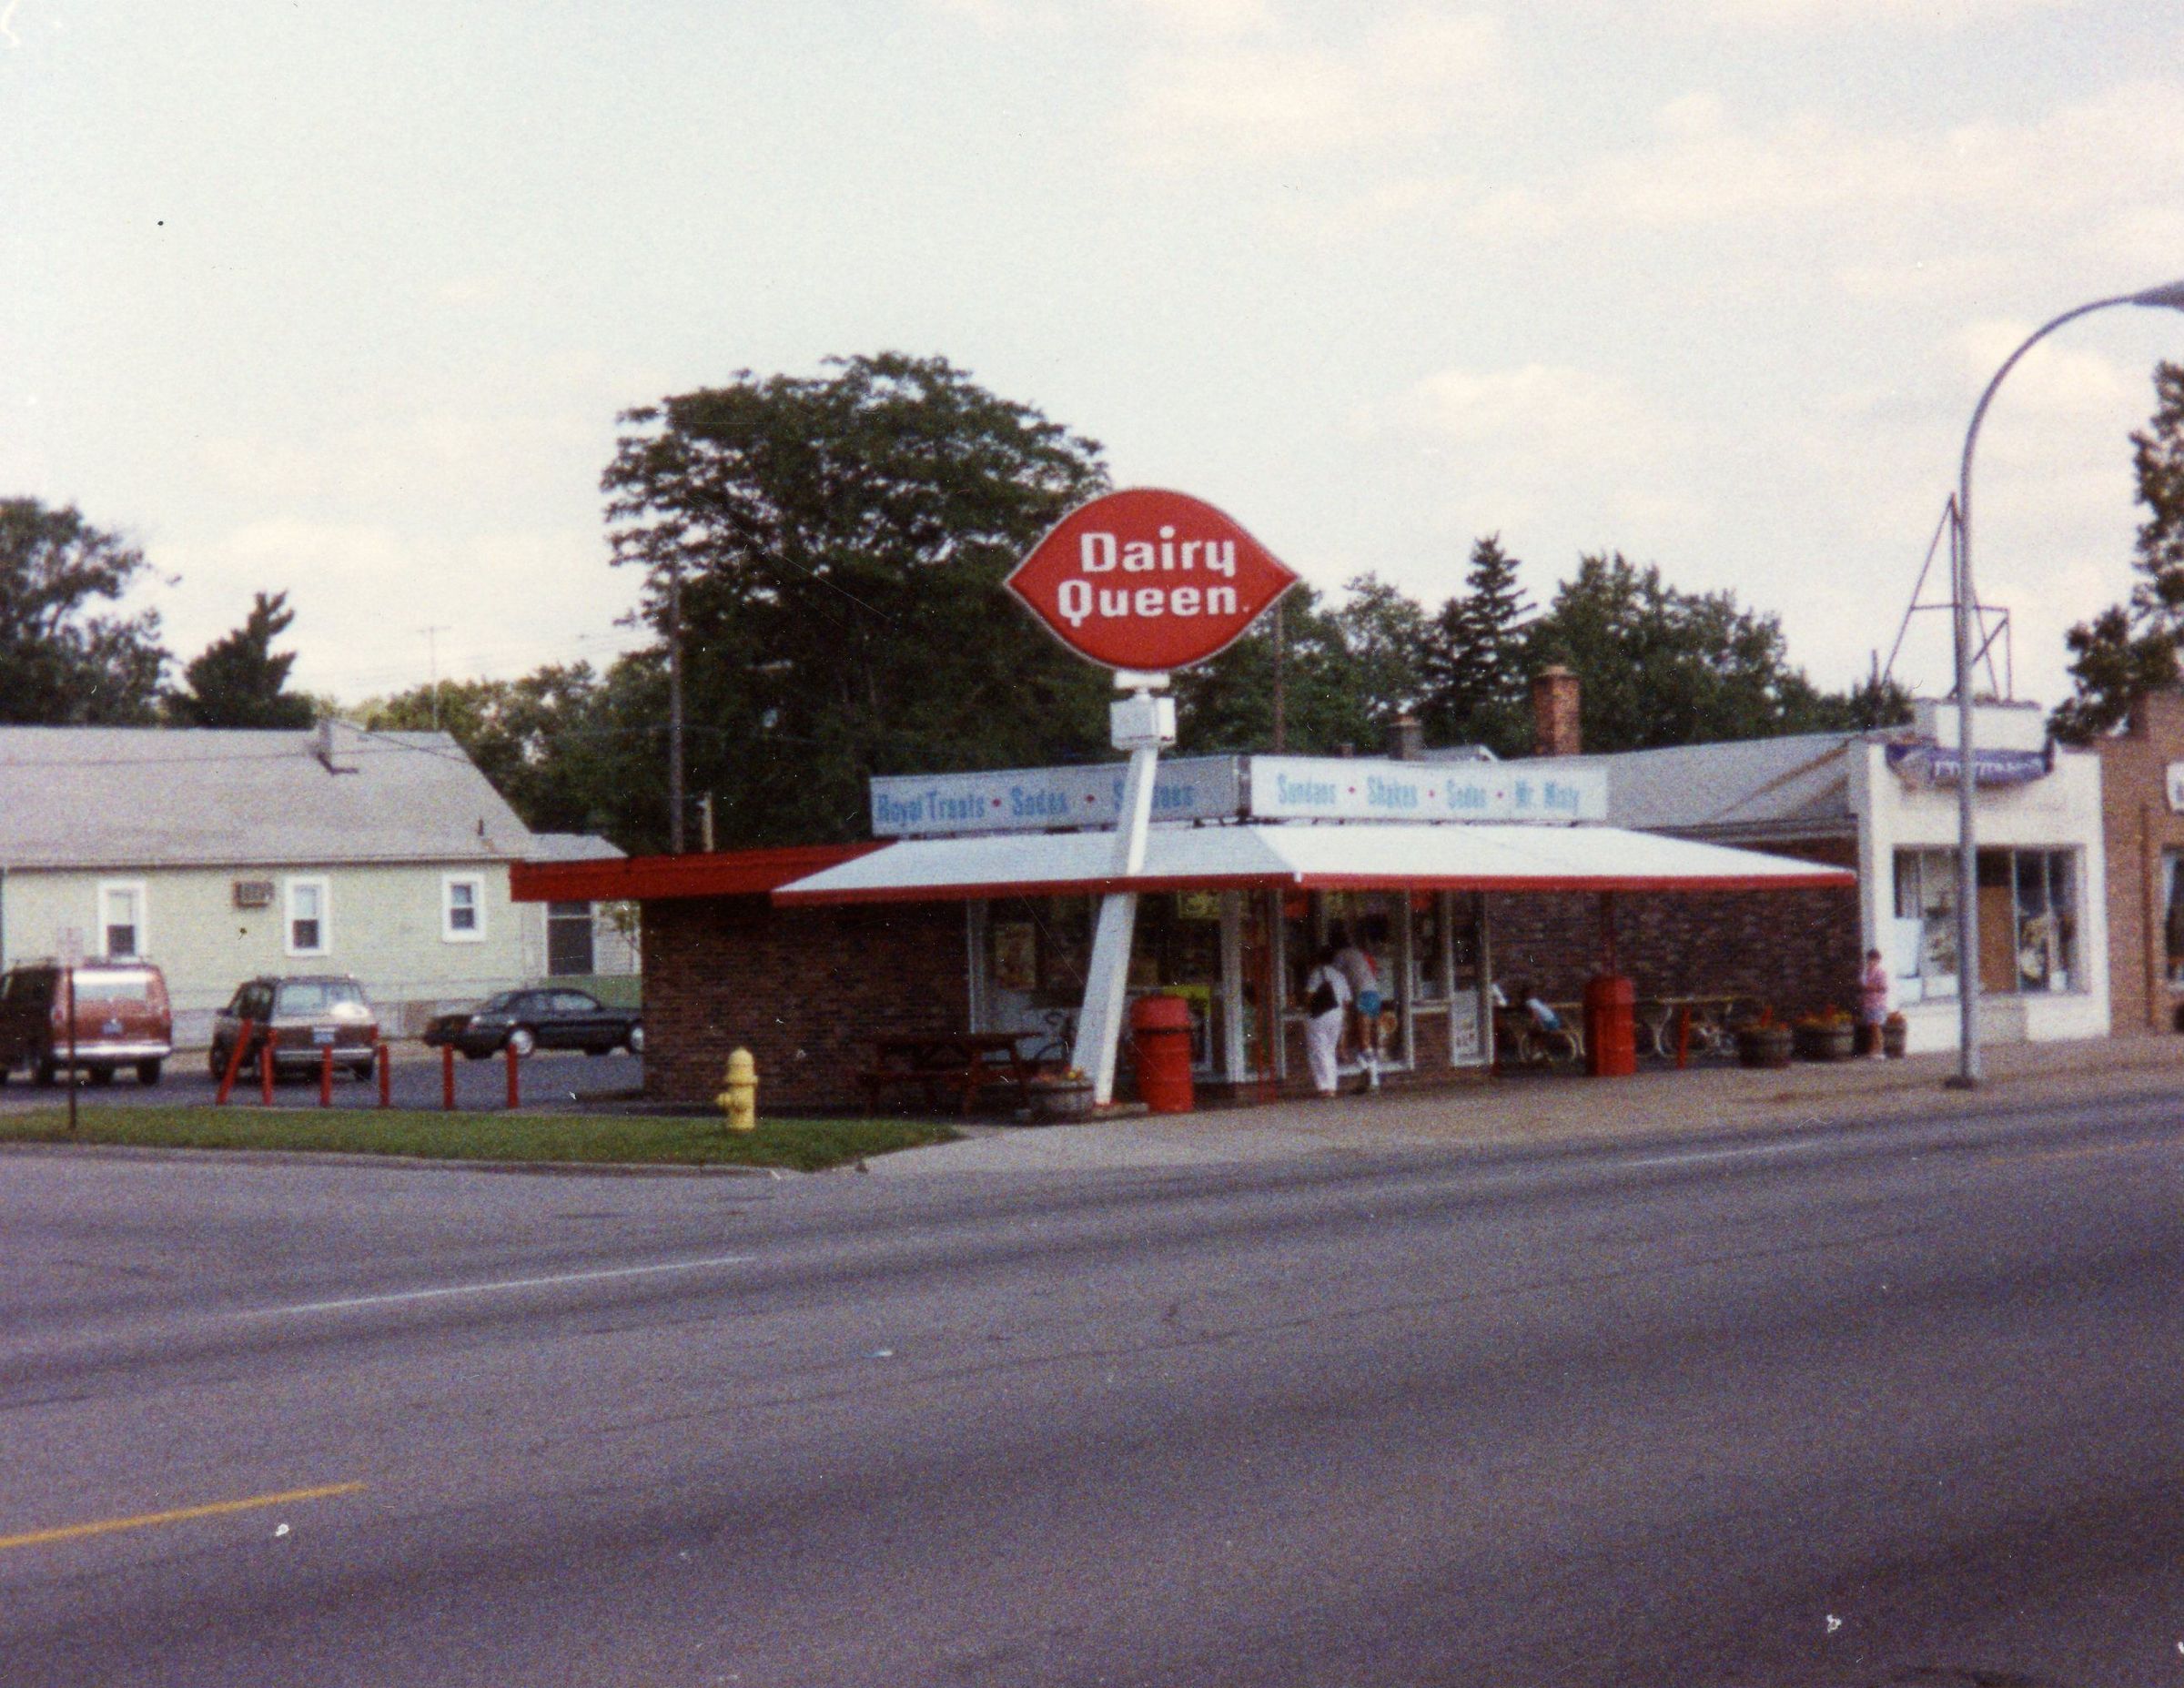 Dairy
Queen.
Royal Treats • Sodas •
Sundaes • Shakes • Sodas • Mr. Misty